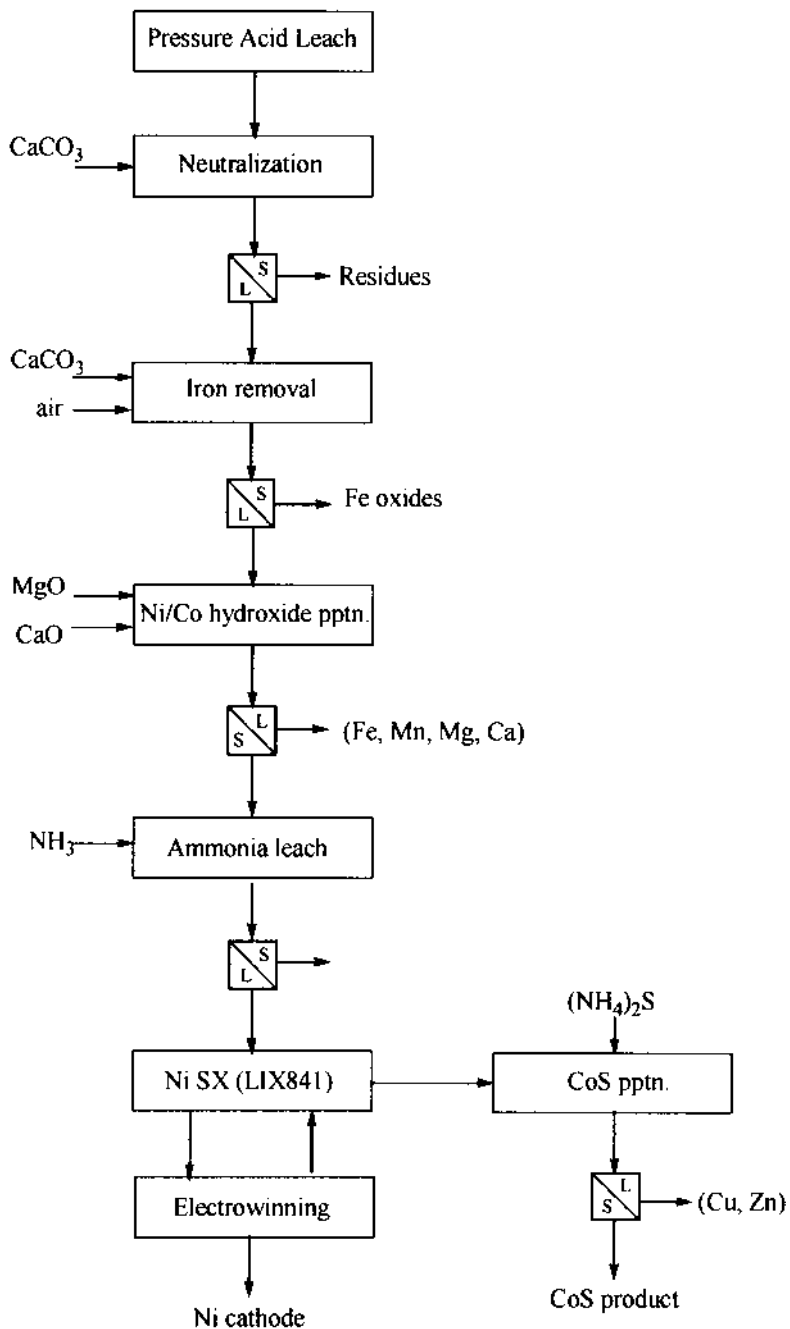 Pressure Acid Leach
CaCO3
Neutralization
S
L
Residues
CaCO3
air
Iron removal
S
L
Fe oxides
MgO
CaO
Ni/Co hydroxide pptn.
L
S
(Fe, Mn, Mg, Ca)
NH3
Ammonia leach
S
L
(NH4)2S
Ni SX (LIX841)
CoS pptn.
Electrowinning
L
S
(Cu, Zn)
Ni cathode
CoS product